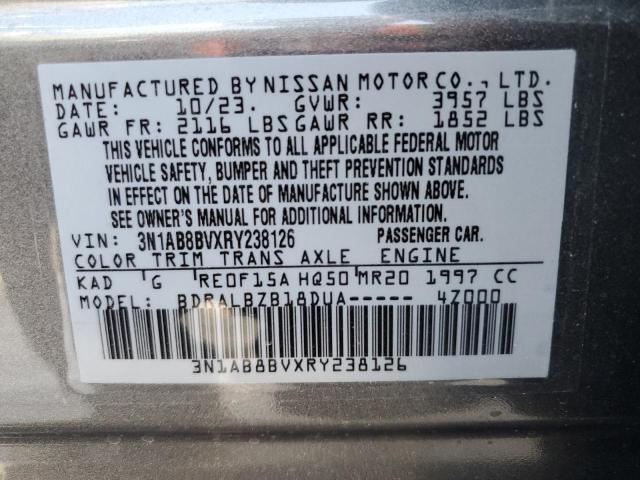 MANUFACTURED BY NISSAN MOTOR CO., LTD.
DATE: 10/23. GVWR: 3957 LBS
GAWR FR: 2116 LBS GAWR RR: 1852 LBS
THIS VEHICLE CONFORMS TO ALL APPLICABLE FEDERAL MOTOR
VEHICLE SAFETY, BUMPER AND THEFT PREVENTION STANDARDS
IN EFFECT ON THE DATE OF MANUFACTURE SHOWN ABOVE.
SEE OWNER'S MANUAL FOR ADDITIONAL INFORMATION.
VIN: 3N1AB8BVXRY238126 PASSENGER CAR.
COLOR TRIM TRANS AXLE ENGINE
KAD G RE0F15A HQ50 MR20 1997 CC
MODEL: BDRALBZB18DUA----- 4Z000
3N1AB8BVXRY238126